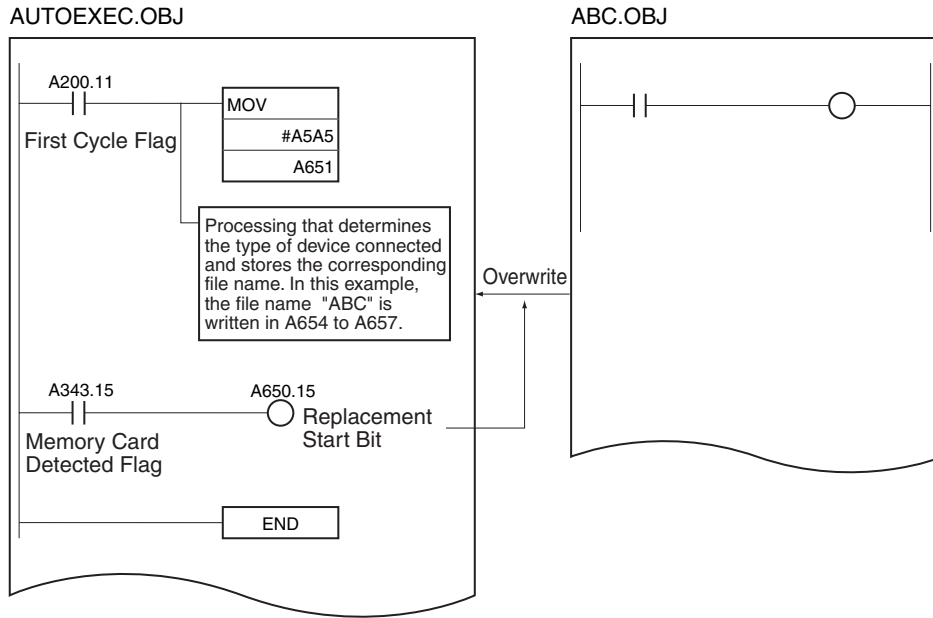 AUTOEXEC.OBJ
ABC.OBJ
A200.11
First Cycle Flag
MOV
#A5A5
A651
Processing that determines
the type of device connected
and stores the corresponding
file name. In this example,
the file name "ABC" is
written in A654 to A657.
Overwrite
A343.15
Memory Card
Detected Flag
A650.15
Replacement
Start Bit
END